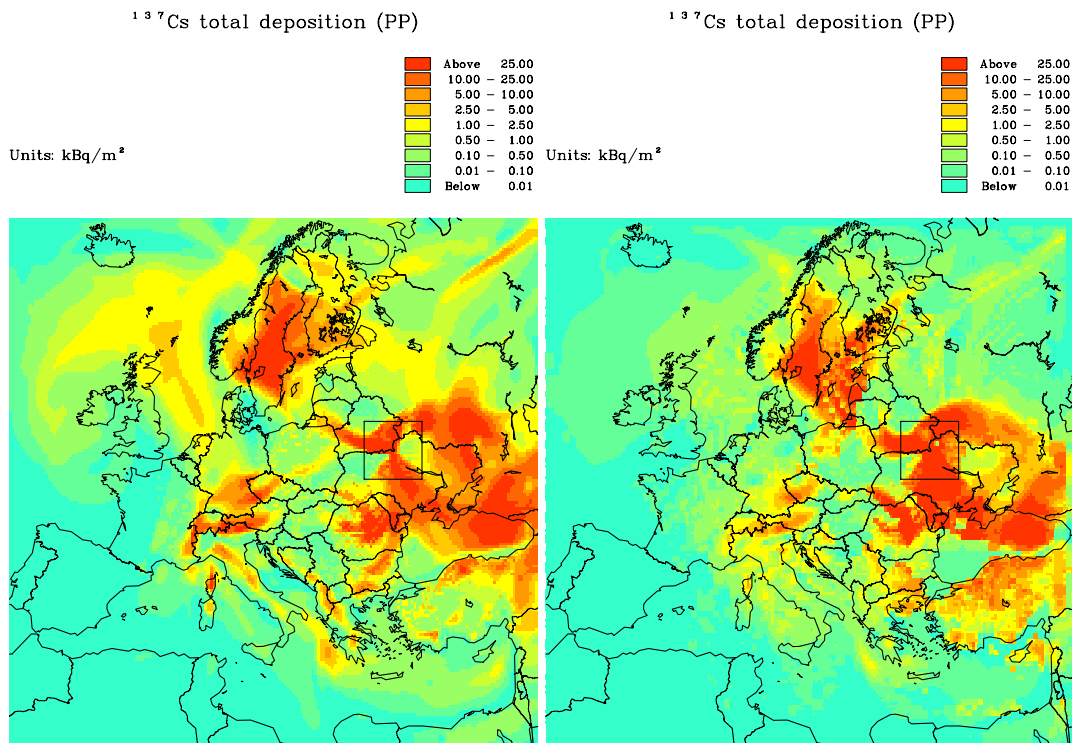 ¹³⁷Cs total deposition (PP)
Above 25.00
10.00 – 25.00
5.00 – 10.00
2.50 – 5.00
1.00 – 2.50
0.50 – 1.00
0.10 – 0.50
0.01 – 0.10
Below 0.01
Units: kBq/m²
¹³⁷Cs total deposition (PP)
Above 25.00
10.00 – 25.00
5.00 – 10.00
2.50 – 5.00
1.00 – 2.50
0.50 – 1.00
0.10 – 0.50
0.01 – 0.10
Below 0.01
Units: kBq/m²